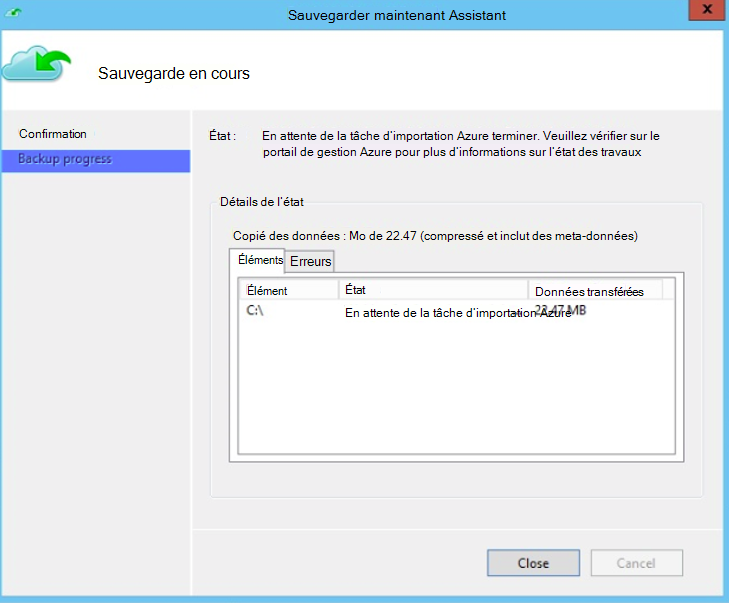 Sauvegarder maintenant Assistant
x
Sauvegarde en cours
Confirmation
Backup progress
État : En attente de la tâche d'importation Azure terminer. Veuillez vérifier sur le
portail de gestion Azure pour plus d'informations sur l'état des travaux
Détails de l'état
Copié des données : Mo de 22.47 (compressé et inclut des meta-données)
Éléments Erreurs
Élément État Données transférées
C:\ En attente de la tâche d'importation Azure MB
Close Cancel